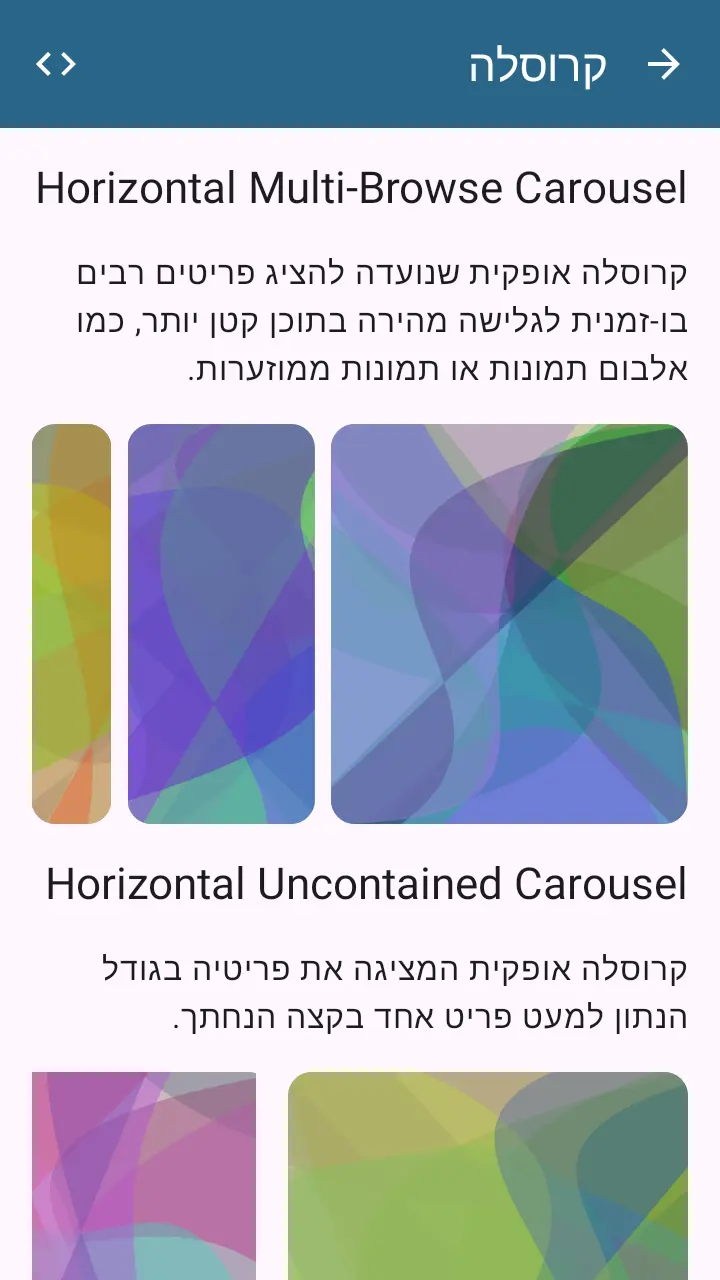 קרוסלה
Horizontal Multi-Browse Carousel
קרוסלה אופקית שנועדה להציג פריטים רבים
בו-זמנית לגלישה מהירה בתוכן קטן יותר, כמו
אלבום תמונות או תמונות ממוזערות.
Horizontal Uncontained Carousel
קרוסלה אופקית המציגה את פריטיה בגודל
הנתון למעט פריט אחד בקצה הנחתך.